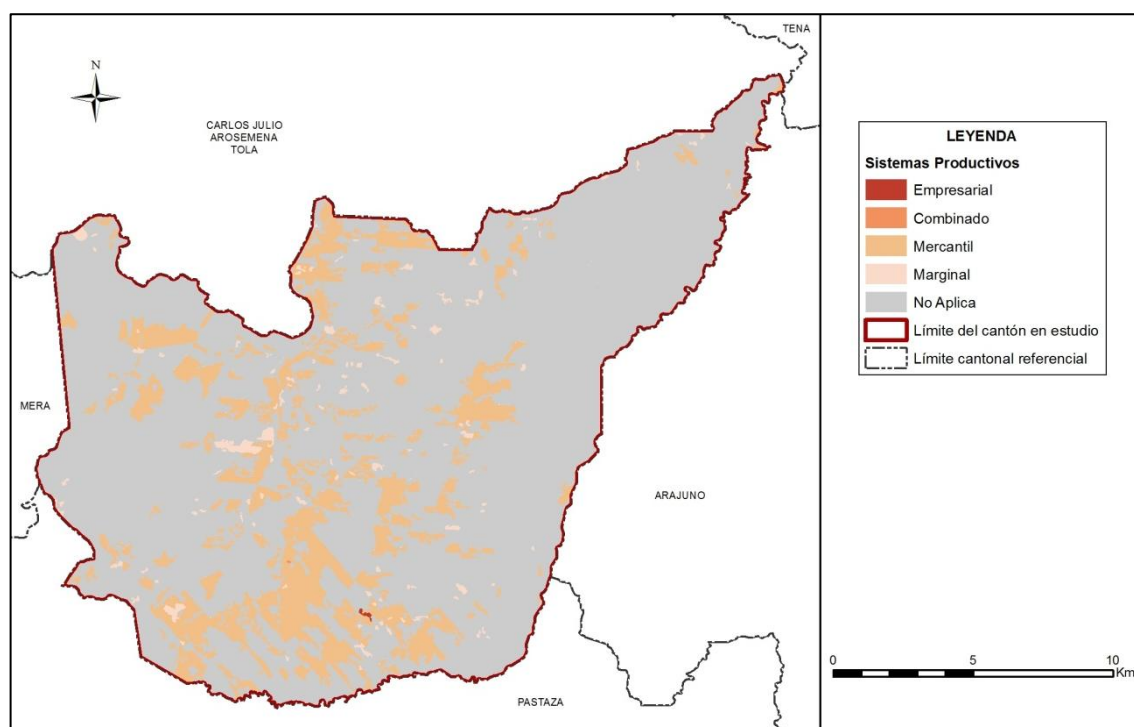 TENA
N
CARLOS JULIO
AROSEMENA
TOLA
MERA
ARAJUNO
PASTAZA
LEYENDA
Sistemas Productivos
Empresarial
Combinado
Mercantil
Marginal
No Aplica
Límite del cantón en estudio
Límite cantonal referencial
0 5 10
Km